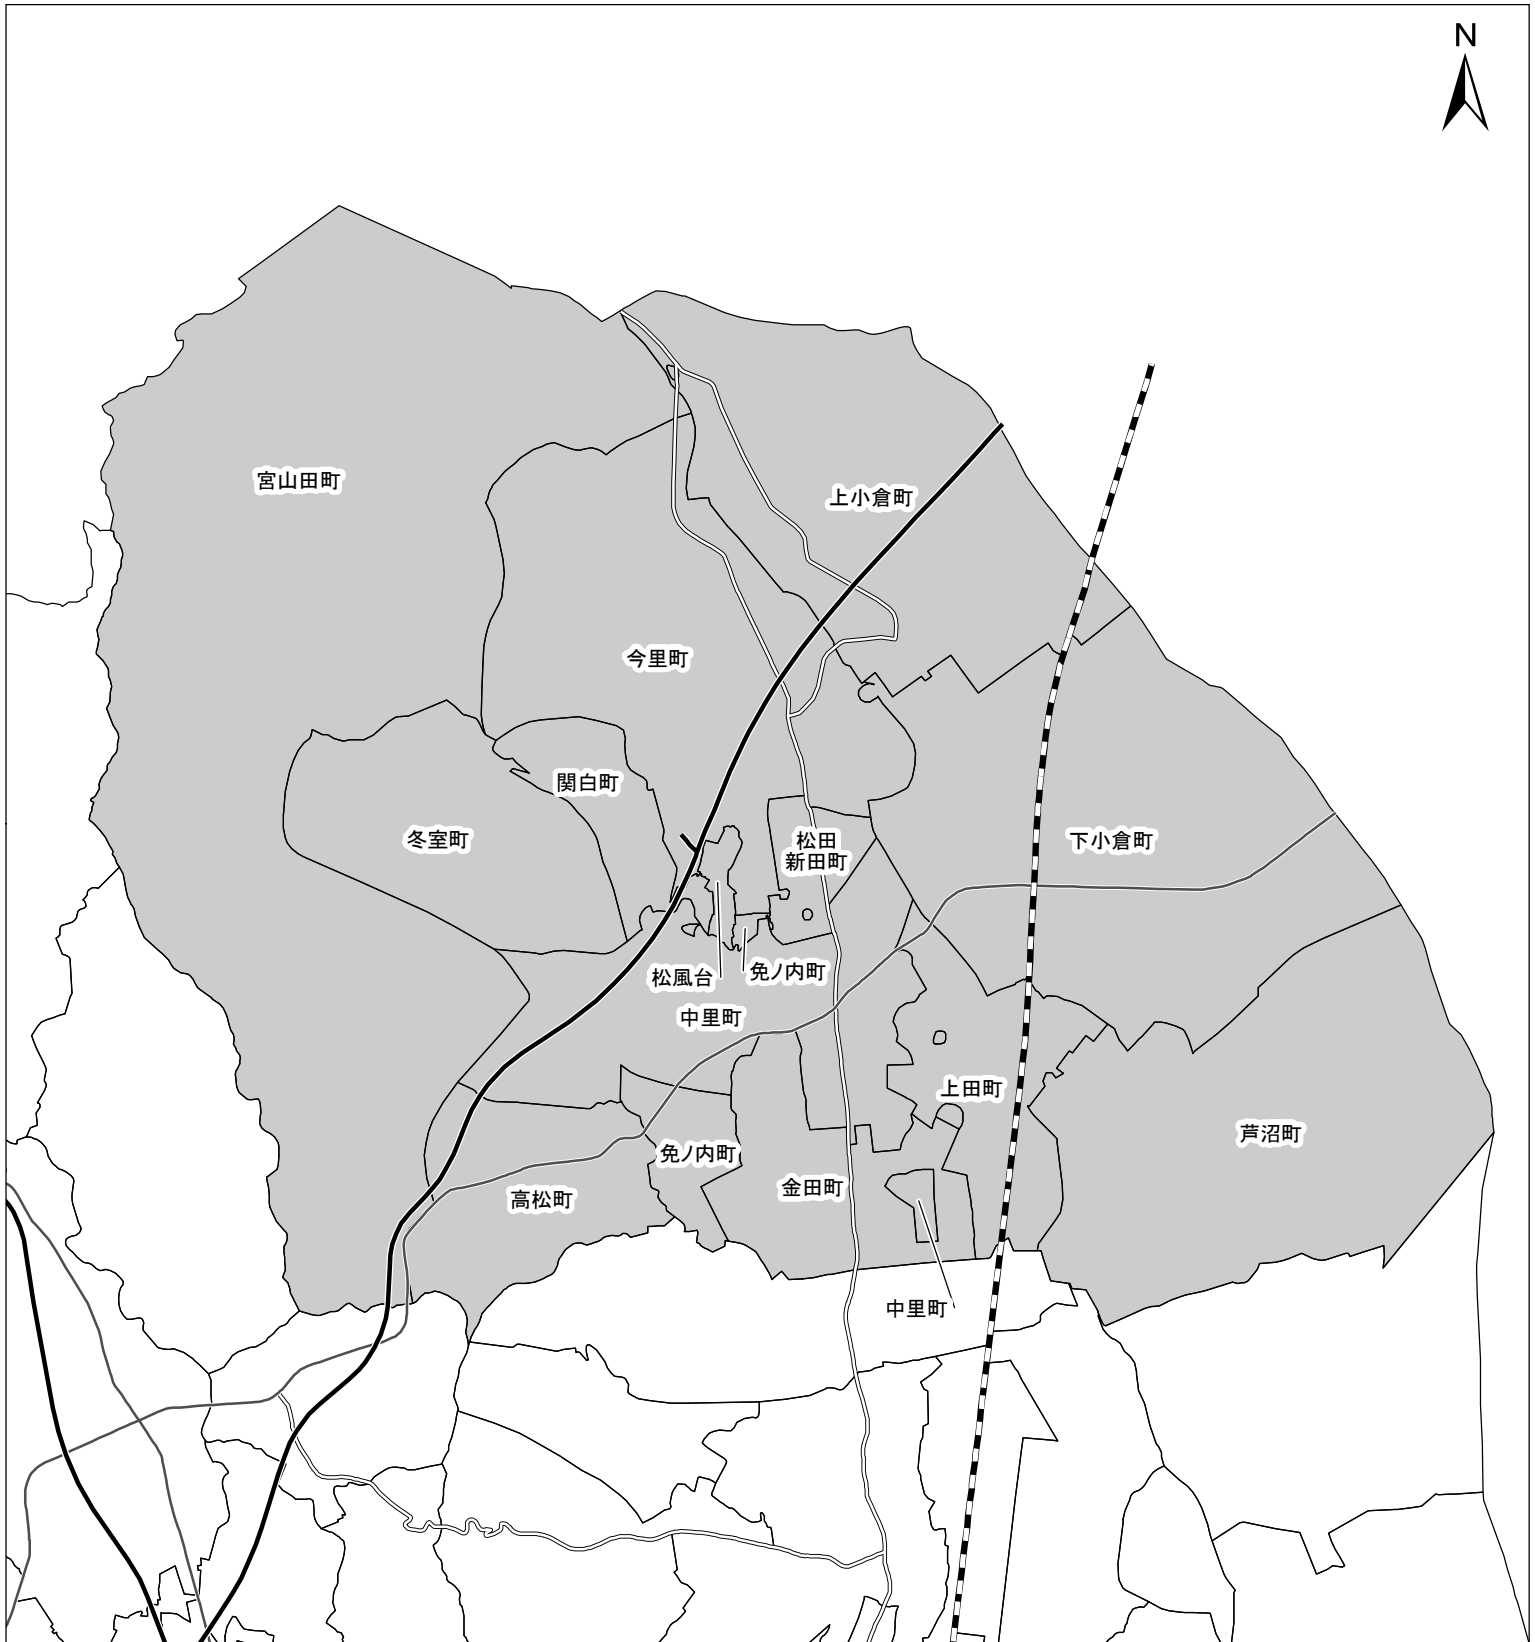 N
宮山田町
上小倉町
今里町
関白町
冬室町
松田
新田町
下小倉町
松風台
免ノ内町
中里町
上田町
芦沼町
免ノ内町
金田町
高松町
中里町